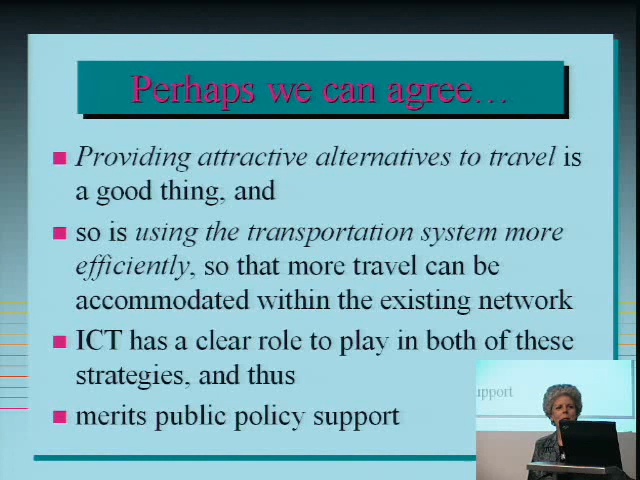 Perhaps we can agree…
Providing attractive alternatives to travel is
a good thing, and
so is using the transportation system more
efficiently, so that more travel can be
accommodated within the existing network
ICT has a clear role to play in both of these
strategies, and thus
merits public policy support
upport